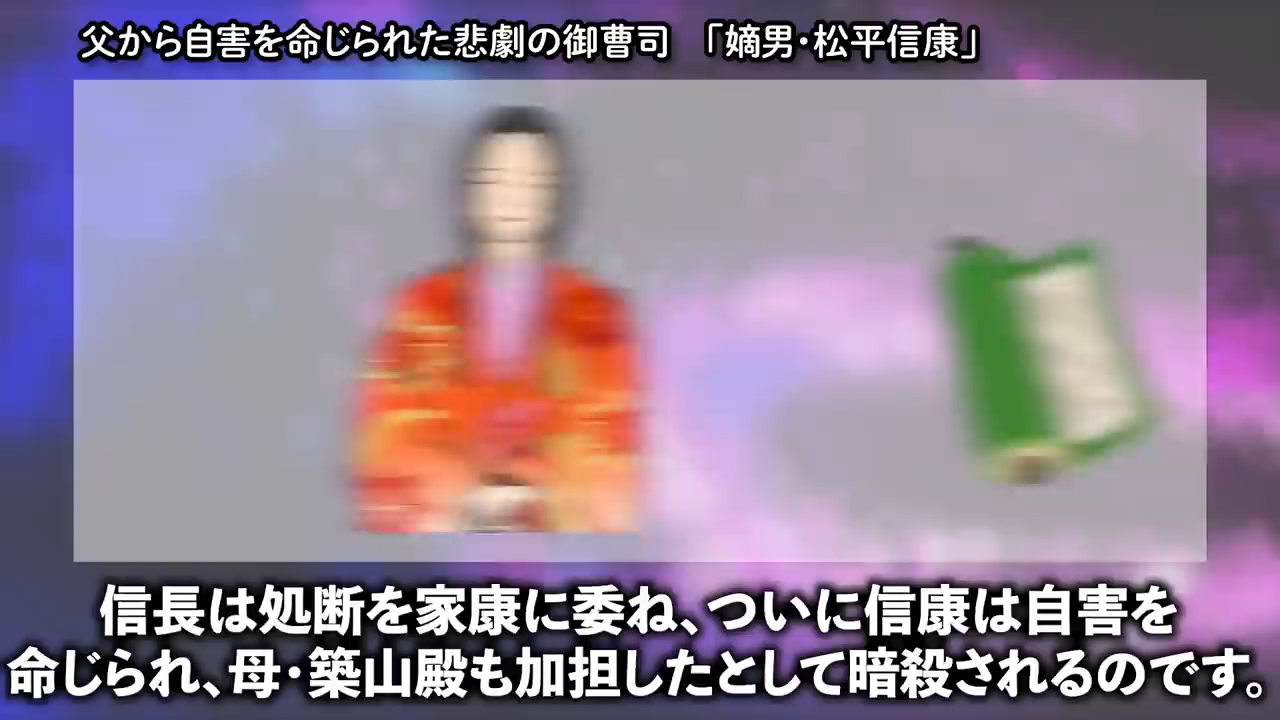 父から自害を命じられた悲劇の御曹司 「嫡男・松平信康」
信長は処断を家康に委ね、ついに信康は自害を
命じられ、母・築山殿も加担したとして暗殺されるのです。